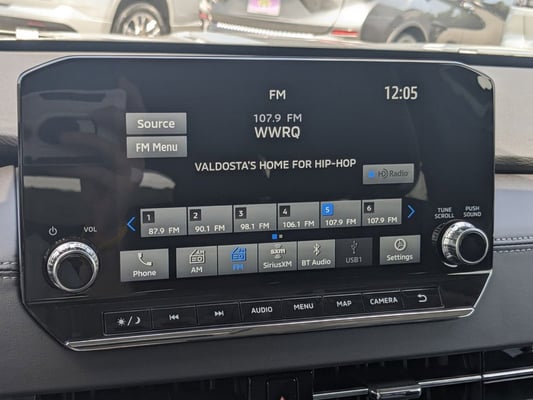 FM
12:05
107.9 FM
WWRQ
Source
FM Menu
VALDOSTA'S HOME FOR HIP-HOP
HD Radio
1 87.9 FM
2 90.1 FM
3 98.1 FM
4 106.1 FM
5 107.9 FM
6 107.9 FM
VOL
TUNE SCROLL
PUSH SOUND
Phone
AM
FM
sxm
SiriusXM
BT Audio
USB1
Settings
AUDIO
MENU
MAP
CAMERA